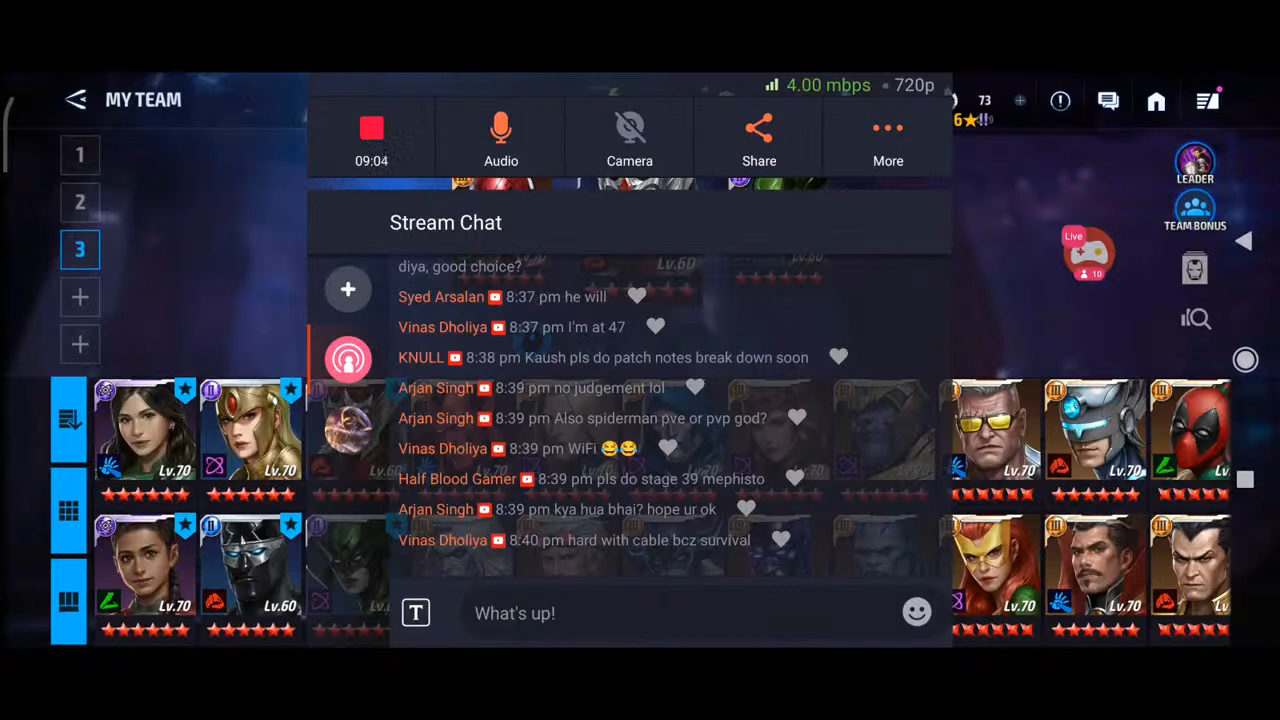 4.00 mbps • 720p
MY TEAM
73
6
09:04
Audio
Camera
Share
More
1
2
3
LEADER
TEAM BONUS
Live
10
Stream Chat
diya, good choice?
Lv.60
Syed Arsalan 8:37 pm he will
Vinas Dholiya 8:37 pm I'm at 47
KNULL 8:38 pm Kaush pls do patch notes break down soon
Arjan Singh 8:39 pm no judgement lol
Arjan Singh 8:39 pm Also spiderman pve or pvp god?
Vinas Dholiya 8:39 pm WiFi 😂😂
Half Blood Gamer 8:39 pm pls do stage 39 mephisto
Arjan Singh 8:39 pm kya hua bhai? hope ur ok
Vinas Dholiya 8:40 pm hard with cable bcz survival
Lv.70
Lv.70
Lv.60
Lv.70
Lv.70
Lv.70
Lv.70
Lv.60
Lv.70
Lv.70
Lv.70
T
What's up!